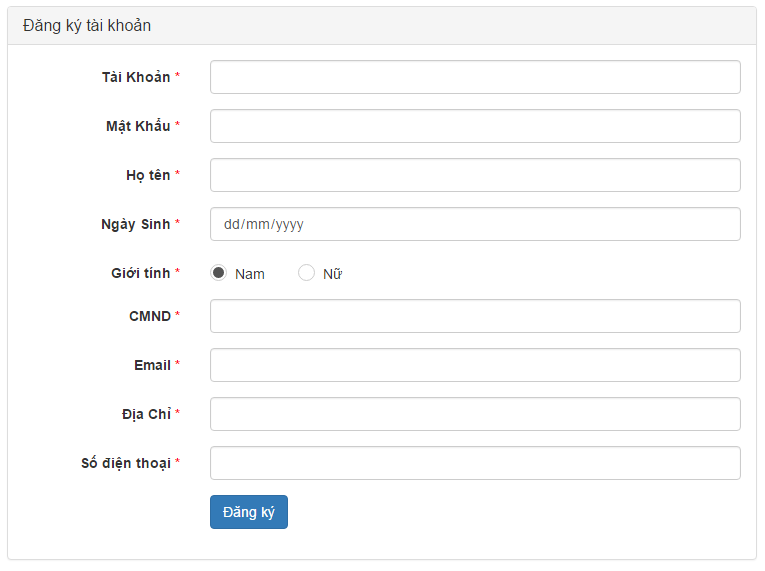 Đăng ký tài khoản
Tài Khoản *
Mật Khẩu *
Họ tên *
Ngày Sinh * dd/mm/yyyy
Giới tính * Nam Nữ
CMND *
Email *
Địa Chỉ *
Số điện thoại *
Đăng ký